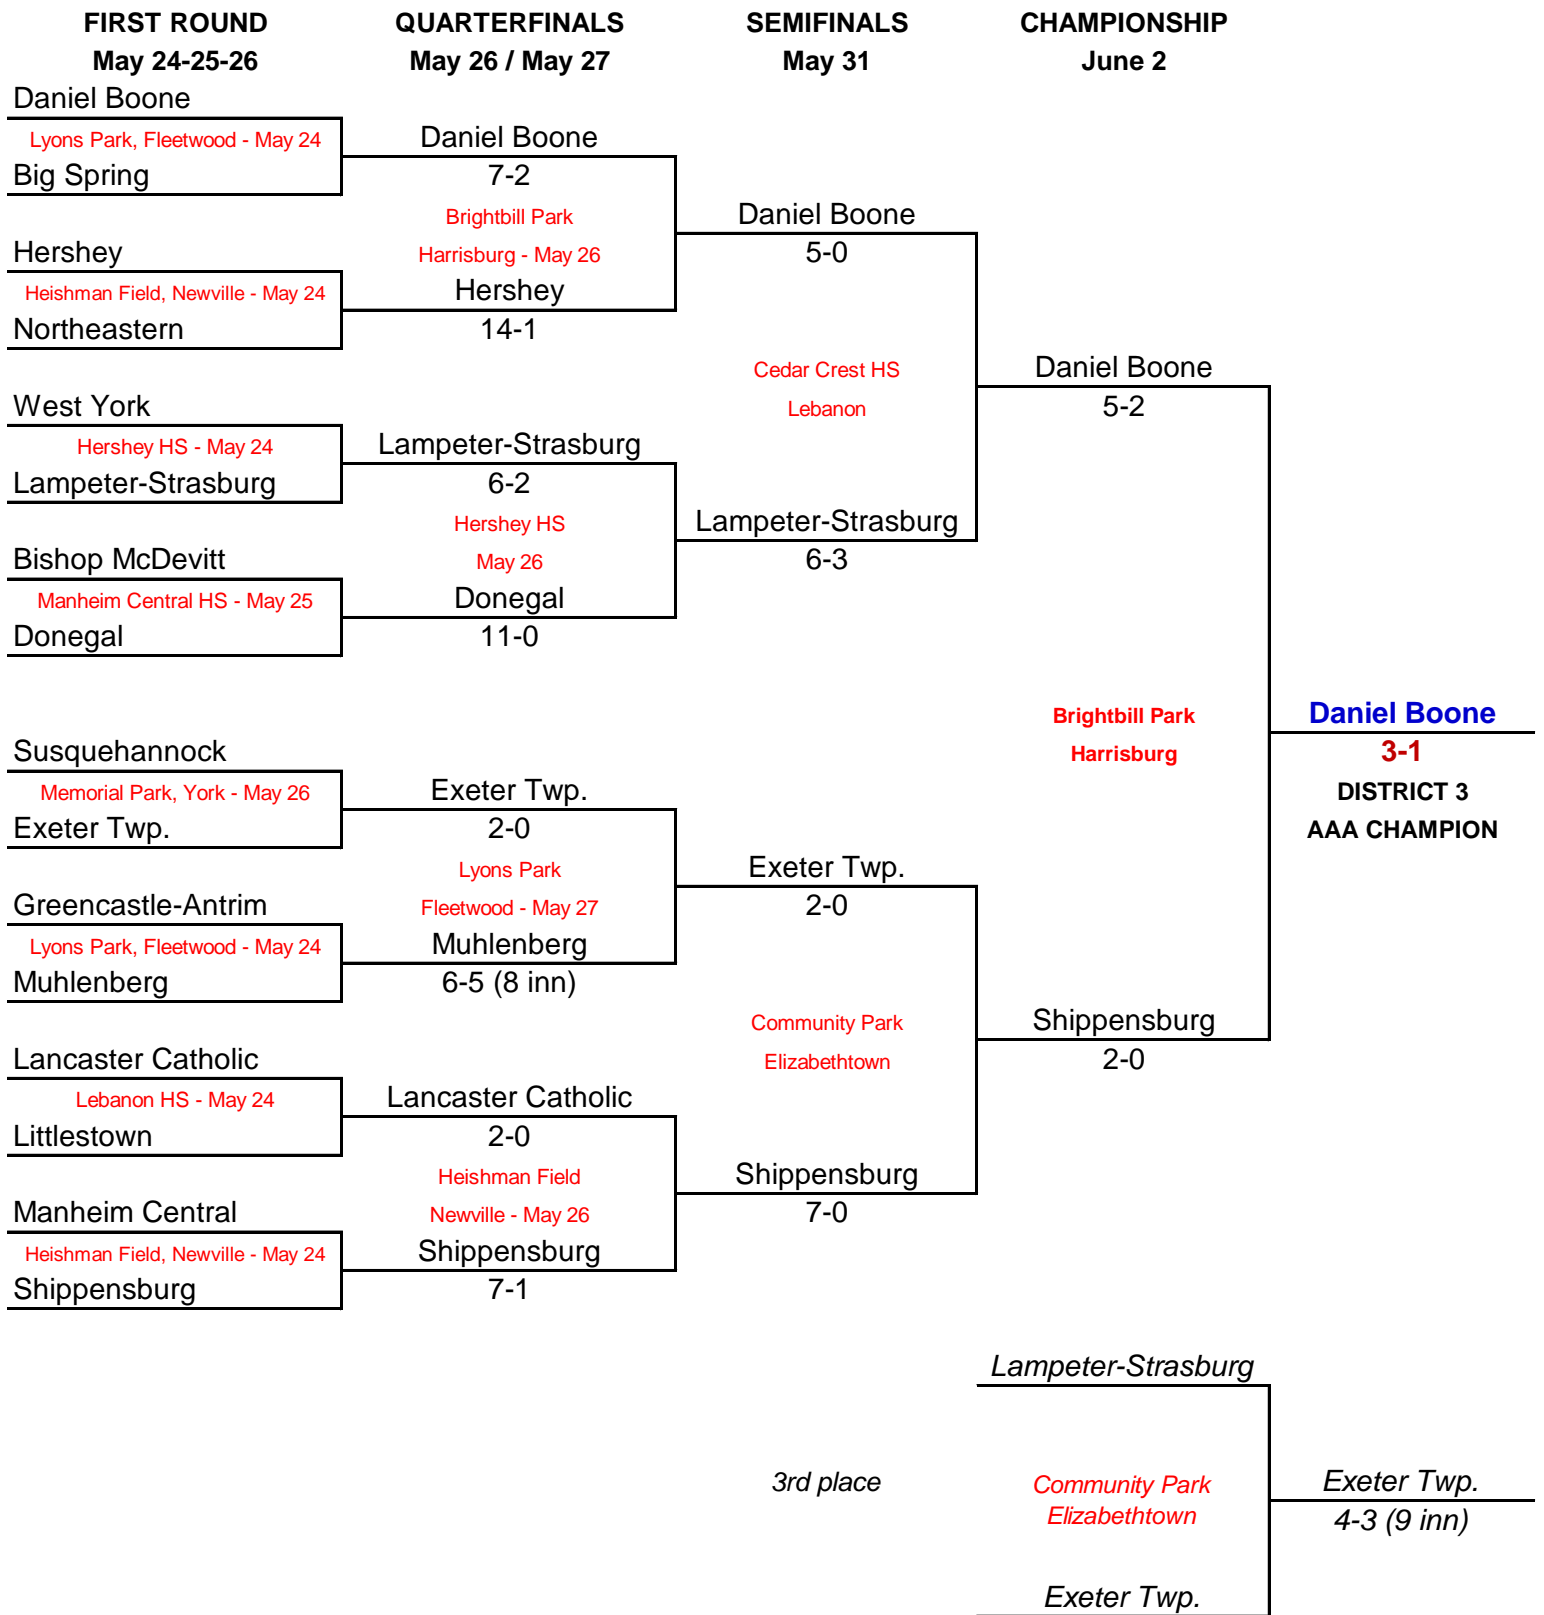 FIRST ROUND
May 24-25-26
QUARTERFINALS
May 26 / May 27
SEMIFINALS
May 31
CHAMPIONSHIP
June 2
Daniel Boone
Lyons Park, Fleetwood - May 24
Big Spring
Hershey
Heishman Field, Newville - May 24
Northeastern
West York
Hershey HS - May 24
Lampeter-Strasburg
Bishop McDevitt
Manheim Central HS - May 25
Donegal
Susquehannock
Memorial Park, York - May 26
Exeter Twp.
Greencastle-Antrim
Lyons Park, Fleetwood - May 24
Muhlenberg
Lancaster Catholic
Lebanon HS - May 24
Littlestown
Manheim Central
Heishman Field, Newville - May 24
Shippensburg
Daniel Boone
7-2
Brightbill Park
Harrisburg - May 26
Hershey
14-1
Lampeter-Strasburg
6-2
Hershey HS
May 26
Donegal
11-0
Exeter Twp.
2-0
Lyons Park
Fleetwood - May 27
Muhlenberg
6-5 (8 inn)
Lancaster Catholic
2-0
Heishman Field
Newville - May 26
Shippensburg
7-1
Daniel Boone
5-0
Cedar Crest HS
Lebanon
Lampeter-Strasburg
6-3
Exeter Twp.
2-0
Community Park
Elizabethtown
Shippensburg
7-0
Daniel Boone
5-2
Brightbill Park
Harrisburg
Shippensburg
2-0
Daniel Boone
3-1
DISTRICT 3
AAA CHAMPION
3rd place
Lampeter-Strasburg
Community Park
Elizabethtown
Exeter Twp.
Exeter Twp.
4-3 (9 inn)